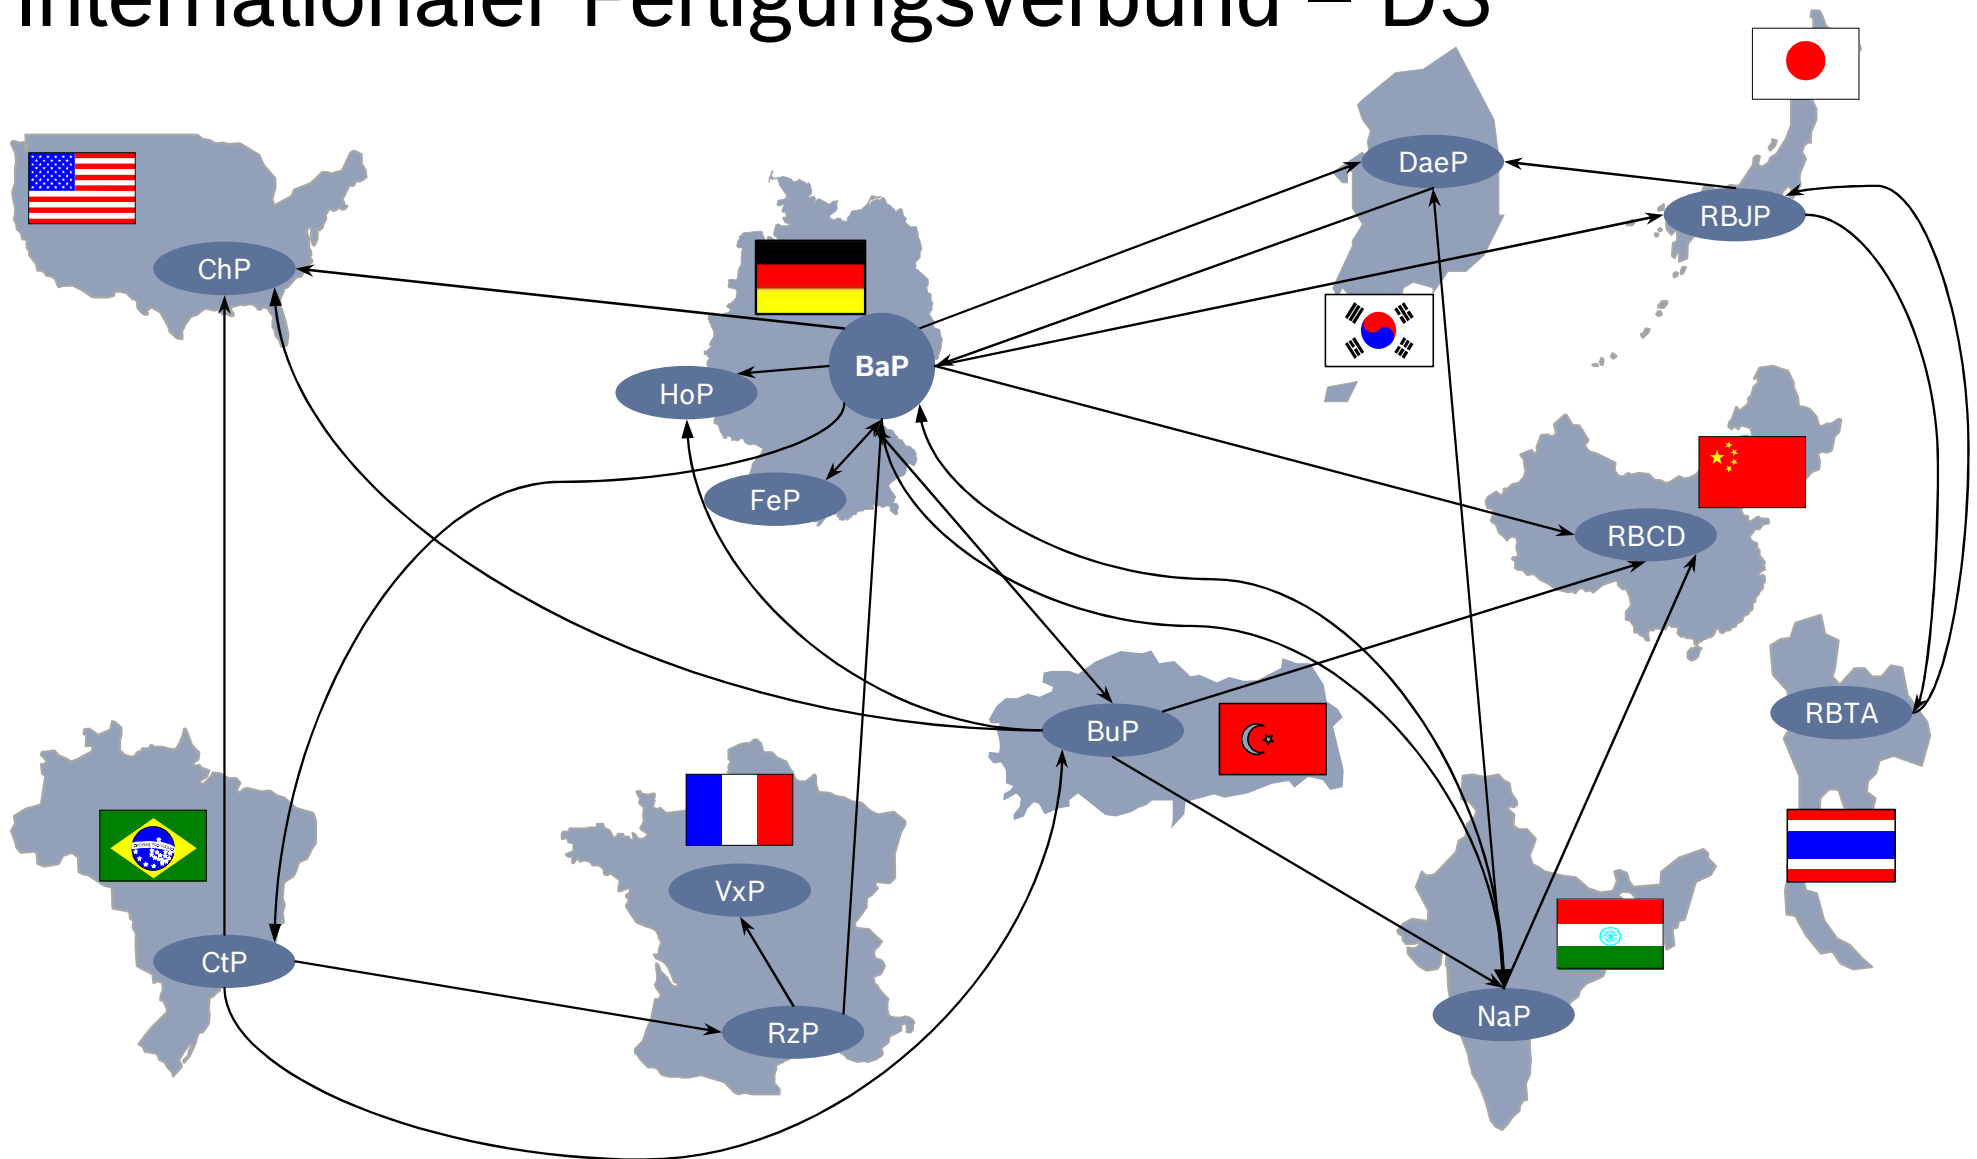 Internationaler Fertigungsverbund – DS
DaeP
RBJP
ChP
BaP
HoP
FeP
RBCD
RBTA
BuP
VxP
CtP
NaP
RzP